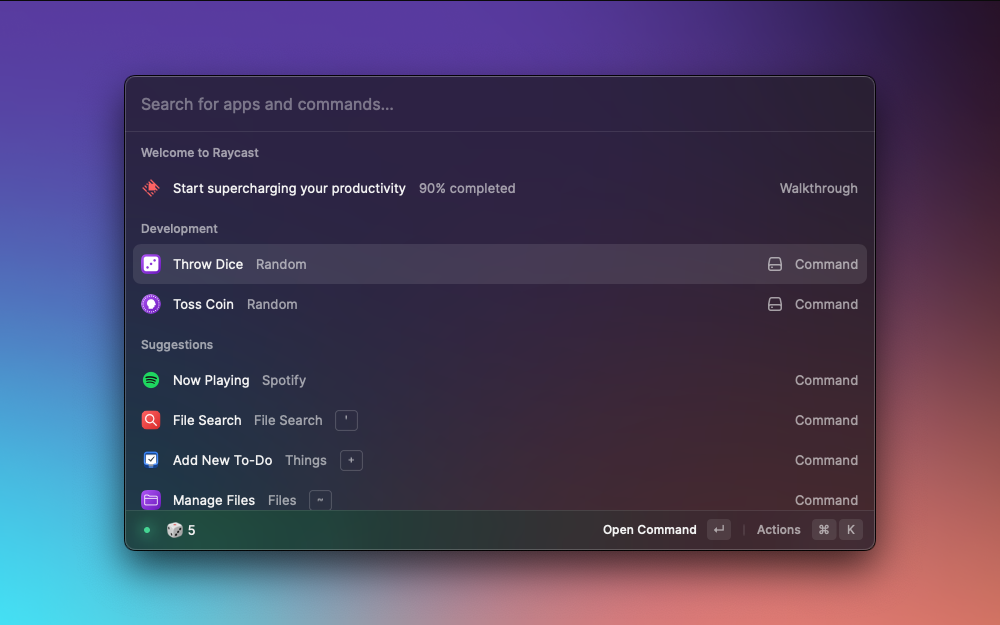 Search for apps and commands...
Welcome to Raycast
Start supercharging your productivity 90% completed Walkthrough
Development
Throw Dice Random Command
Toss Coin Random Command
Suggestions
Now Playing Spotify Command
File Search File Search ' Command
Add New To-Do Things + Command
Manage Files Files ~ Command
🎲 5 Open Command ↵ Actions ⌘ K